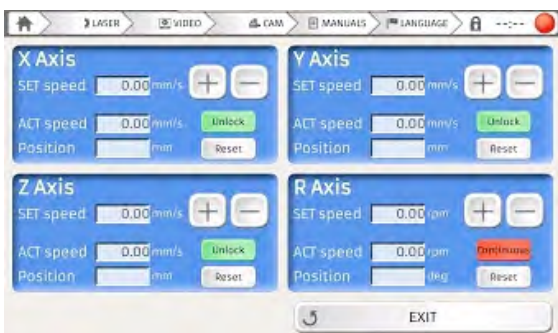 LASER VIDEO CAM MANUALS LANGUAGE --:--
X Axis
SET speed 0.00 mm/s + −
ACT speed 0.00 mm/s Unlock
Position mm Reset
Y Axis
SET speed 0.00 mm/s + −
ACT speed 0.00 mm/s Unlock
Position mm Reset
Z Axis
SET speed 0.00 mm/s + −
ACT speed 0.00 mm/s Unlock
Position mm Reset
R Axis
SET speed 0.00 rpm + −
ACT speed 0.00 rpm Continuous
Position deg Reset
EXIT